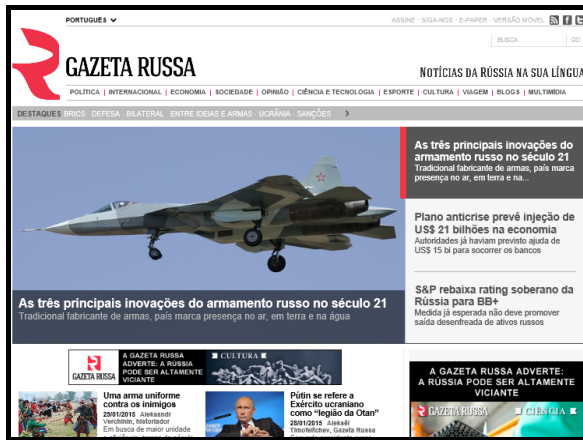 PORTUGUÊS
ASSINE · SIGA-NOS · E-PAPER · VERSÃO MÓVEL
BUSCA GO
GAZETA RUSSA
NOTÍCIAS DA RÚSSIA NA SUA LÍNGUA
POLÍTICA | INTERNACIONAL | ECONOMIA | SOCIEDADE | OPINIÃO | CIÊNCIA E TECNOLOGIA | ESPORTE | CULTURA | VIAGEM | BLOGS | MULTIMÍDIA
DESTAQUES BRICS DEFESA · BILATERAL ENTRE IDEIAS E ARMAS · UCRÂNIA · SANÇÕES
As três principais inovações do
armamento russo no século 21
Tradicional fabricante de armas, país marca
presença no ar, em terra e na...
Plano anticrise prevê injeção de
US$ 21 bilhões na economia
Autoridades já haviam previsto ajuda de
US$ 15 bi para socorrer os bancos
S&P rebaixa rating soberano da
Rússia para BB+
Medida já esperada não deve promover
saída desenfreada de ativos russos
As três principais inovações do armamento russo no século 21
Tradicional fabricante de armas, país marca presença no ar, em terra e na água
GAZETA RUSSA
A GAZETA RUSSA
ADVERTE: A RÚSSIA
PODE SER ALTAMENTE
VICIANTE
CULTURA
A GAZETA RUSSA ADVERTE:
A RÚSSIA PODE SER ALTAMENTE
VICIANTE
GAZETA RUSSA
CIÊNCIA
Uma arma uniforme
contra os inimigos
29/01/2015 Aleksandr
Verchínin, historiador
Em busca de maior unidade
Pútin se refere a
Exército ucraniano
como “legião da Otan”
28/01/2015 Aleksêi
Timofeitchev, Gazeta Russa